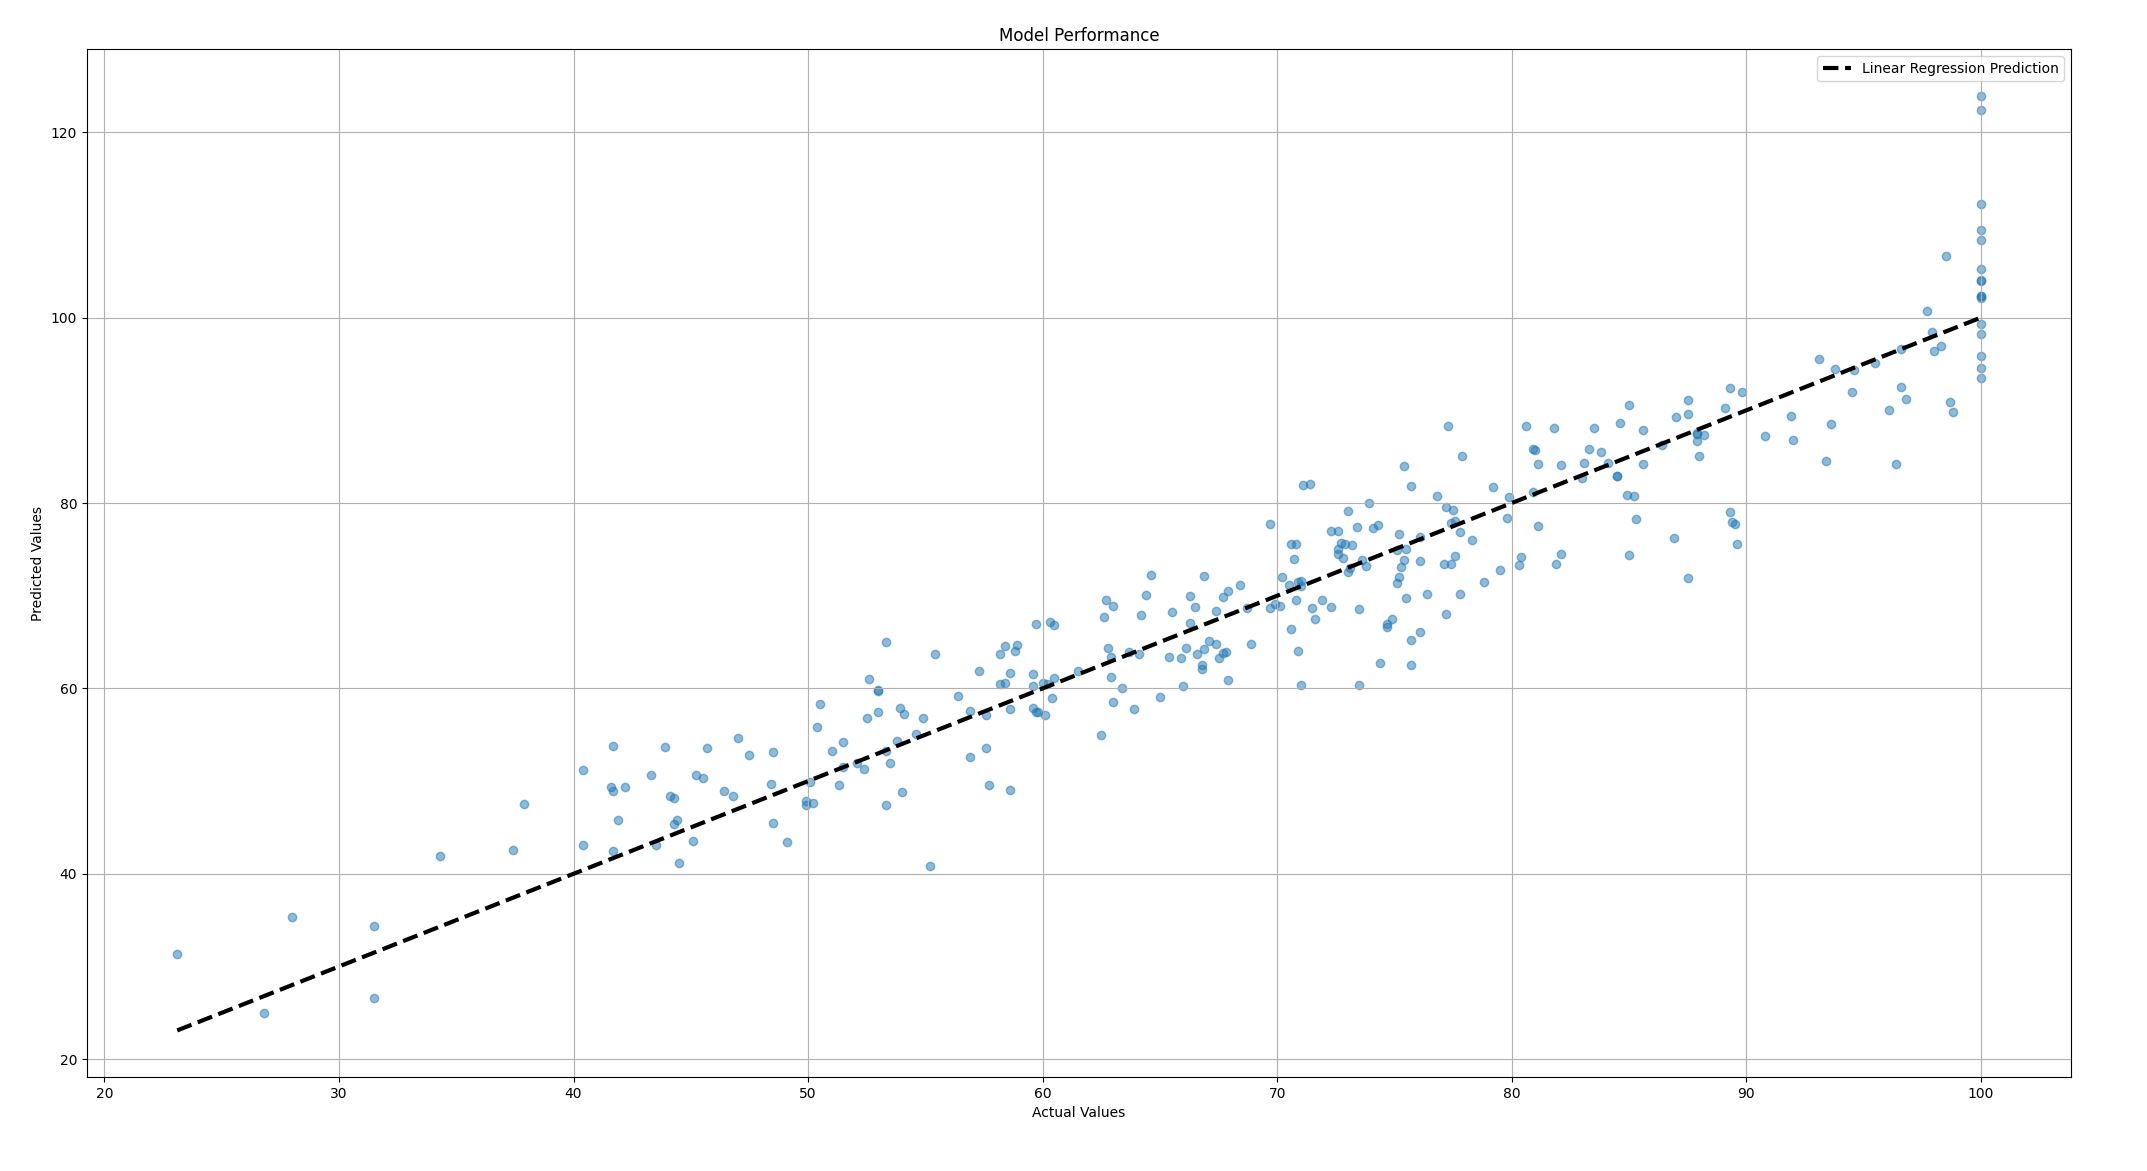 Model Performance
Linear Regression Prediction
Predicted Values
120
100
80
60
40
20
20 30 40 50 60 70 80 90 100
Actual Values